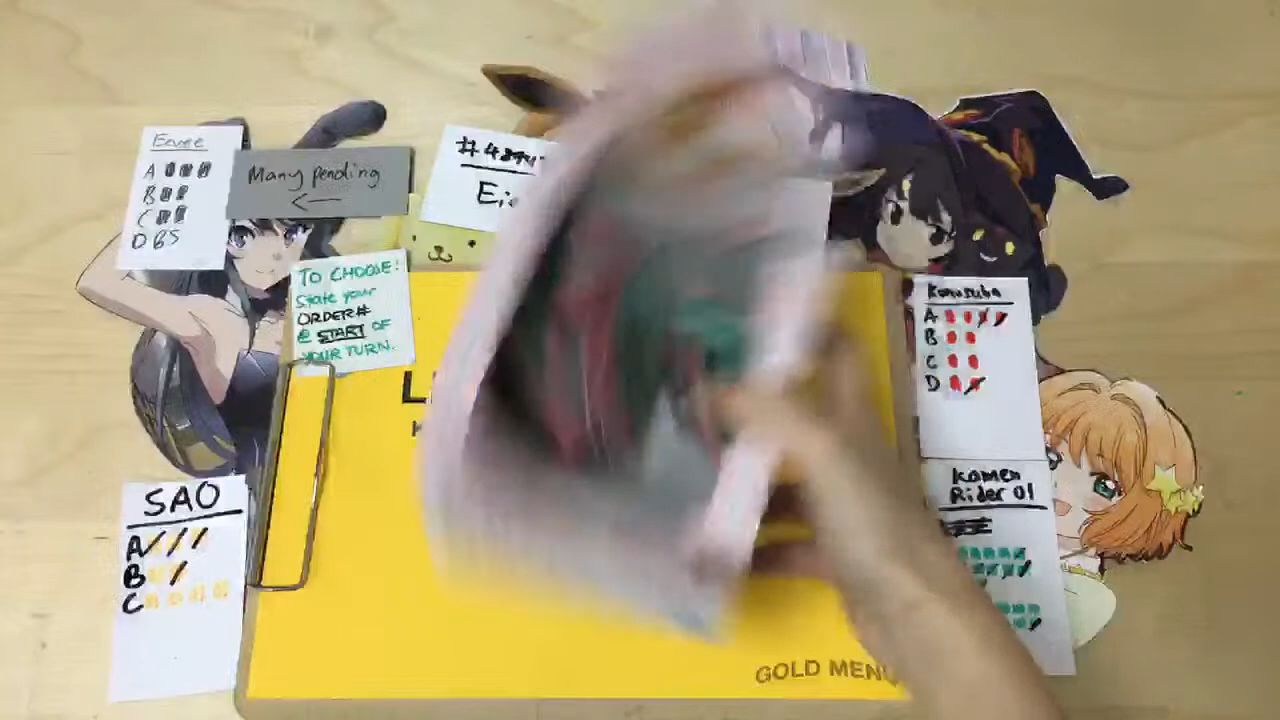 Eevee
A
B
C
D BS
Many pending
←
TO CHOOSE!
State your
ORDER#
@ START OF
YOUR TURN.
SAO
A
B
C
Konosuba
A
B
C
D
Kamen
Rider 01
GOLD MENU